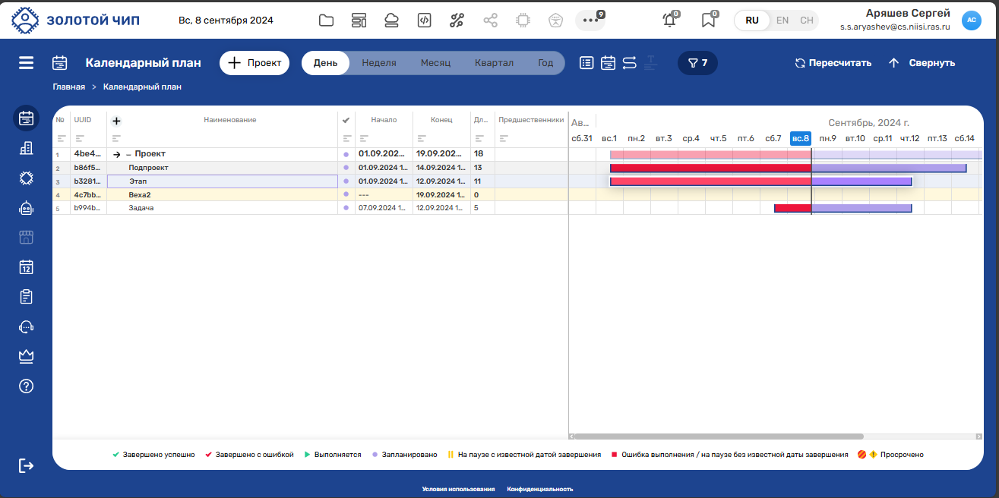 ЗОЛОТОЙ ЧИП
Вс, 8 сентября 2024
9
0
0
RU EN CH
Аряшев Сергей
s.s.aryashev@cs.niisi.ras.ru
АС
Календарный план
Проект
День Неделя Месяц Квартал Год
7
Пересчитать
Свернуть
Главная > Календарный план
№ UUID Наименование Начало Конец Дл... Предшественники
Ав... Сентябрь, 2024 г.
сб.31 вс.1 пн.2 вт.3 ср.4 чт.5 пт.6 сб.7 вс.8 пн.9 вт.10 ср.11 чт.12 пт.13 сб.14
1 4be4... → – Проект 01.09.202... 19.09.202... 18
2 b86f5... Подпроект 01.09.2024 1... 14.09.2024 1... 13
3 b3281... Этап 01.09.2024 1... 12.09.2024 1... 11
4 4c7bb... Веха2 --- 19.09.2024 1... 0
5 b994b... Задача 07.09.2024 1... 12.09.2024 1... 5
12
Завершено успешно Завершено с ошибкой Выполняется Запланировано На паузе с известной датой завершения Ошибка выполнения / на паузе без известной даты завершения Просрочено
Условия использования Конфиденциальность